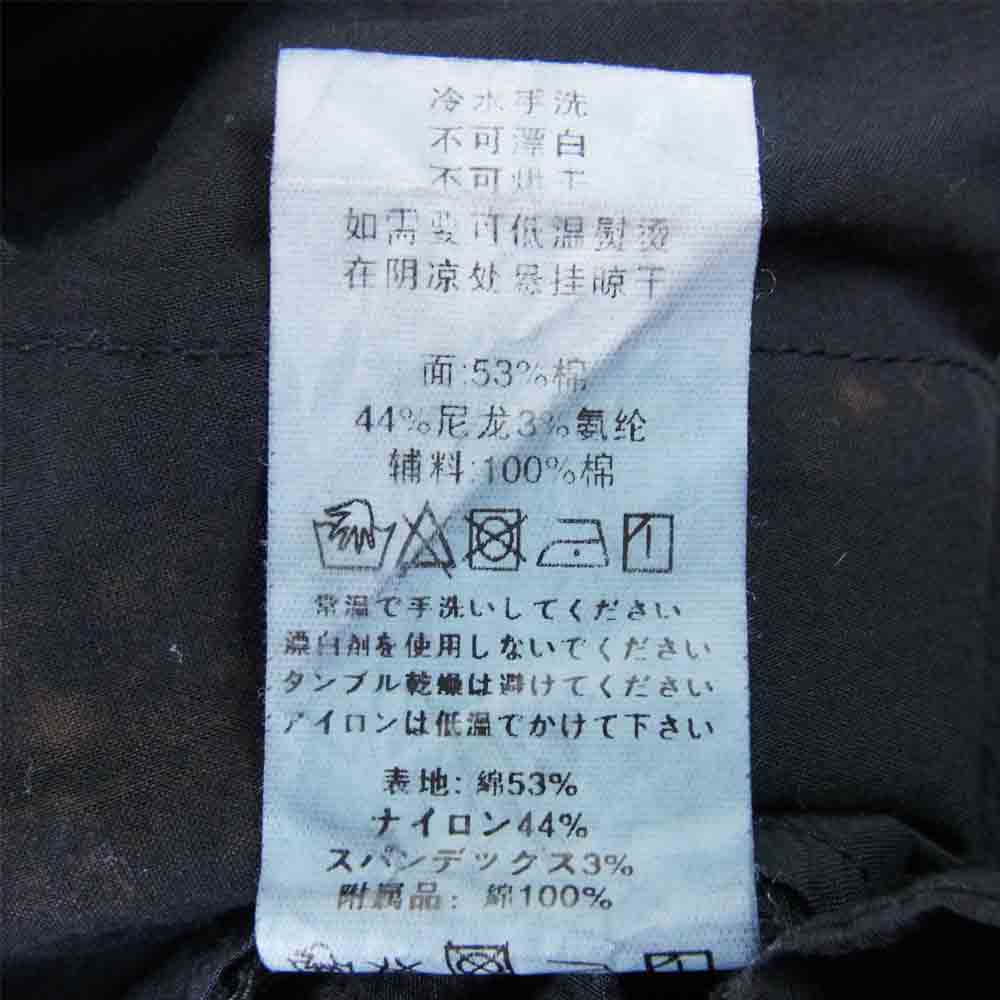 冷水手洗
不可漂白
不可烘干
如需要可低温熨烫
在阴凉处悬挂晾干
面:53%棉
44%尼龙3%氨纶
辅料:100%棉
常温で手洗いしてください
漂白剤を使用しないでください
タンブル乾燥は避けてください
アイロンは低温でかけて下さい
表地: 綿53%
ナイロン44%
スパンデックス3%
附属品: 綿100%